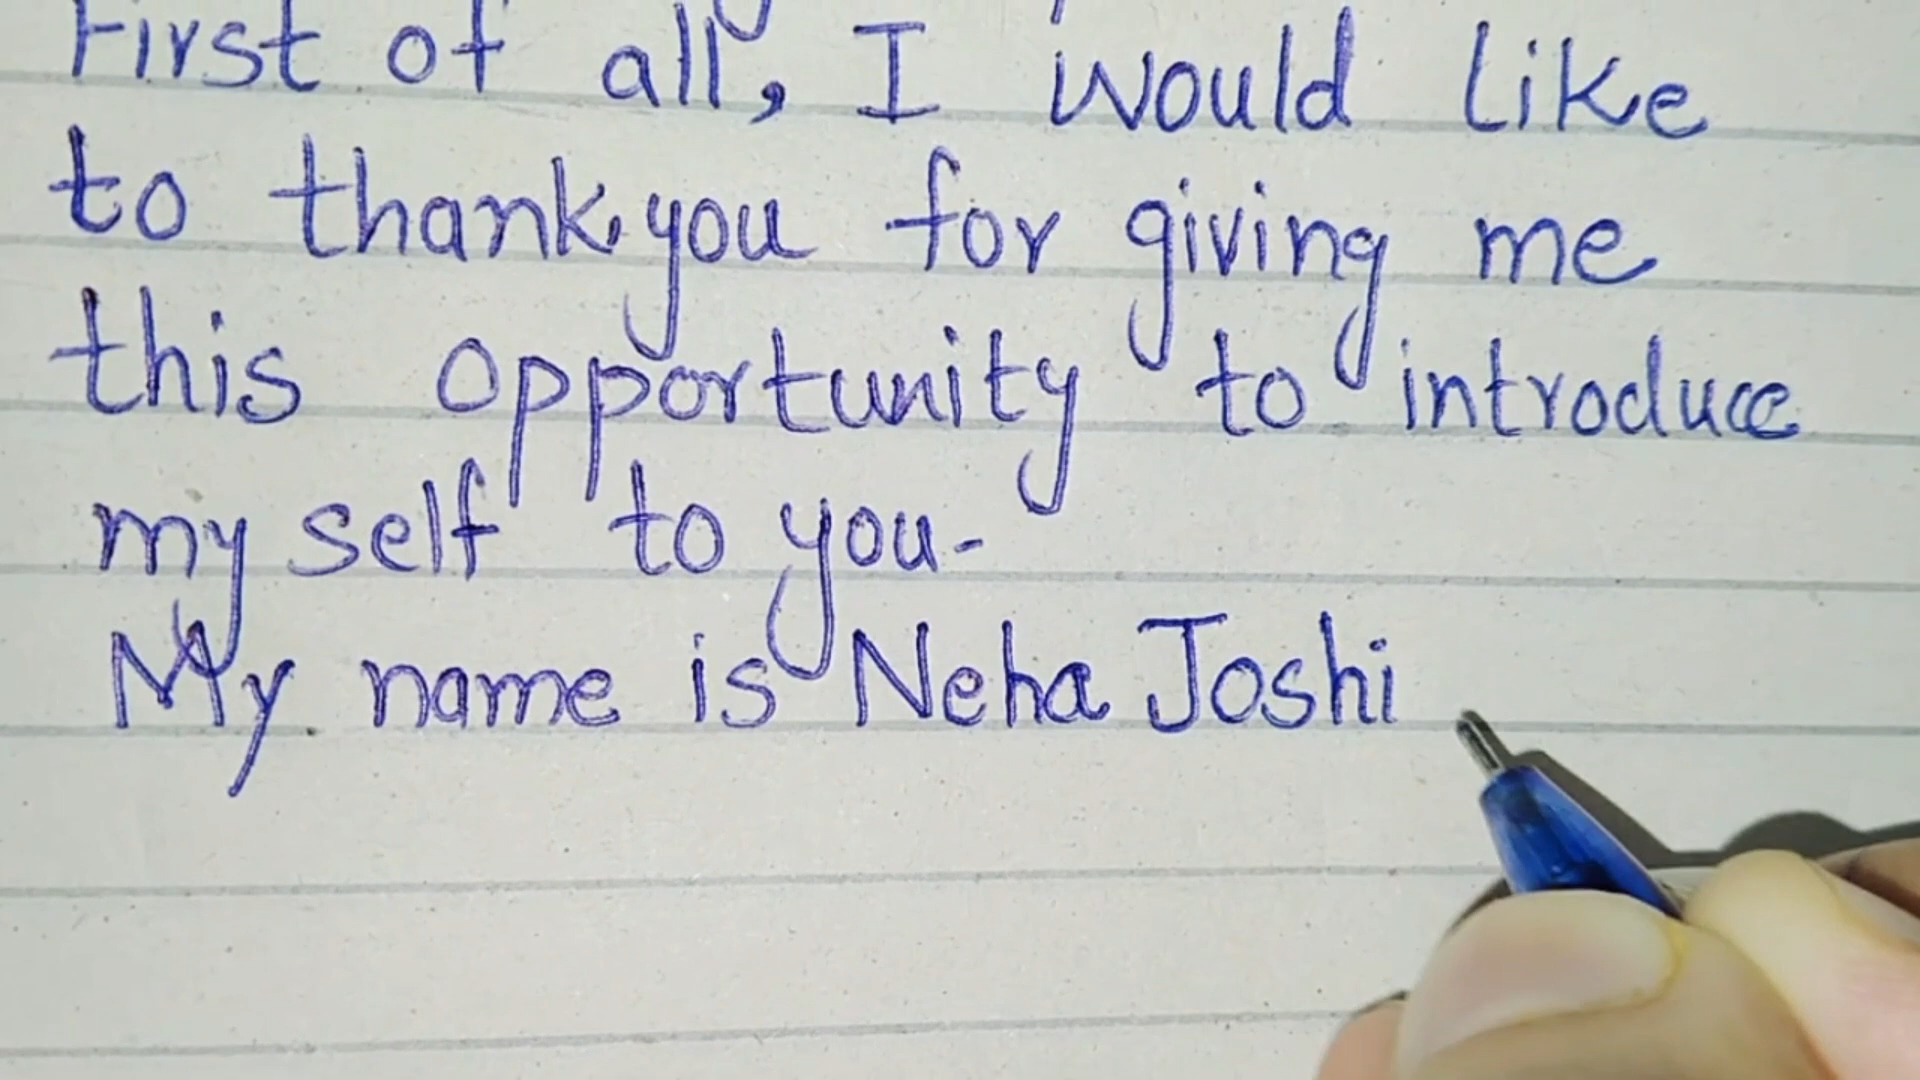 First of all, I would like
to thank you for giving me
this opportunity to introduce
my self to you-
My name is Neha Joshi